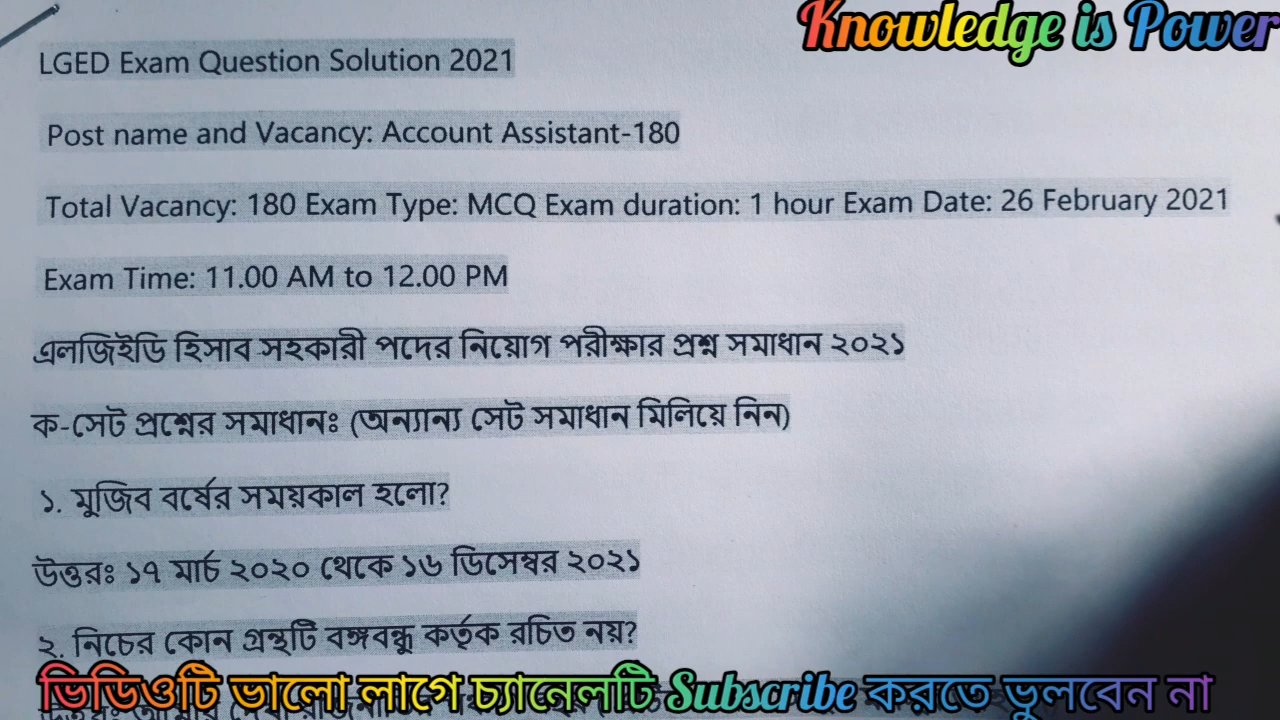 Knowledge is Power
LGED Exam Question Solution 2021
Post name and Vacancy: Account Assistant-180
Total Vacancy: 180 Exam Type: MCQ Exam duration: 1 hour Exam Date: 26 February 2021
Exam Time: 11.00 AM to 12.00 PM
এলজিইডি হিসাব সহকারী পদের নিয়োগ পরীক্ষার প্রশ্ন সমাধান ২০২১
ক-সেট প্রশ্নের সমাধানঃ (অন্যান্য সেট সমাধান মিলিয়ে নিন)
১. মুজিব বর্ষের সময়কাল হলো?
উত্তরঃ ১৭ মার্চ ২০২০ থেকে ১৬ ডিসেম্বর ২০২১
২. নিচের কোন গ্রন্থটি বঙ্গবন্ধু কর্তৃক রচিত নয়?
ভিডিওটি ভালো লাগে চ্যানেলটি Subscribe করতে ভুলবেন না